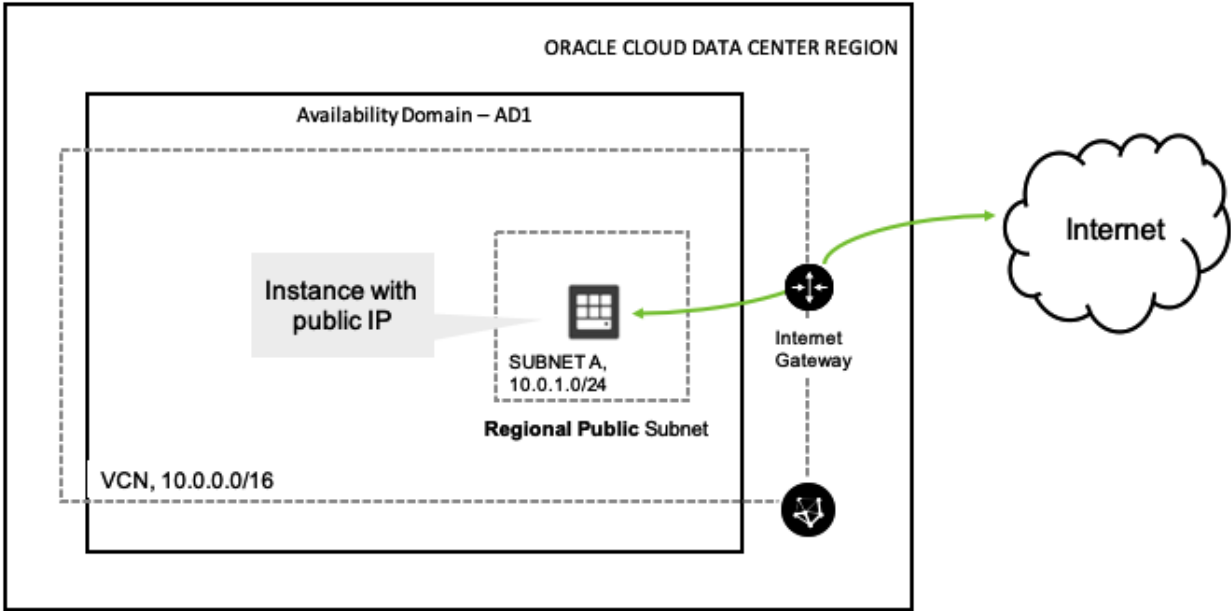 ORACLE CLOUD DATA CENTER REGION
Availability Domain – AD1
Internet
Instance with
public IP
Internet
Gateway
SUBNET A,
10.0.1.0/24
Regional Public Subnet
VCN, 10.0.0.0/16